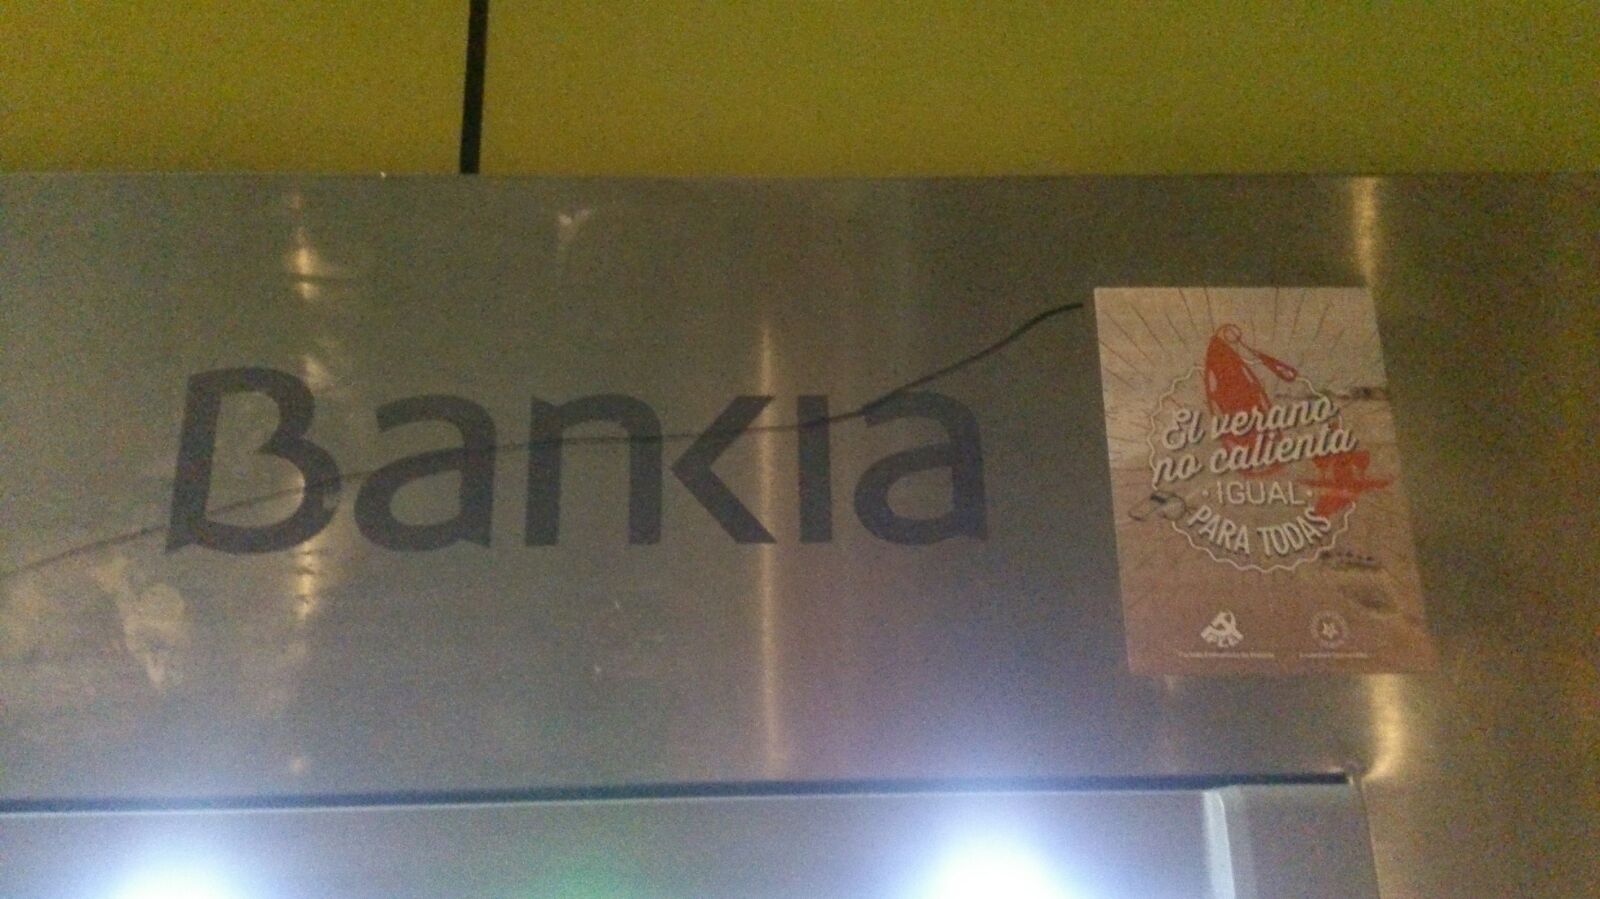 Bankia
El verano
no calienta
· IGUAL ·
PARA TODAS